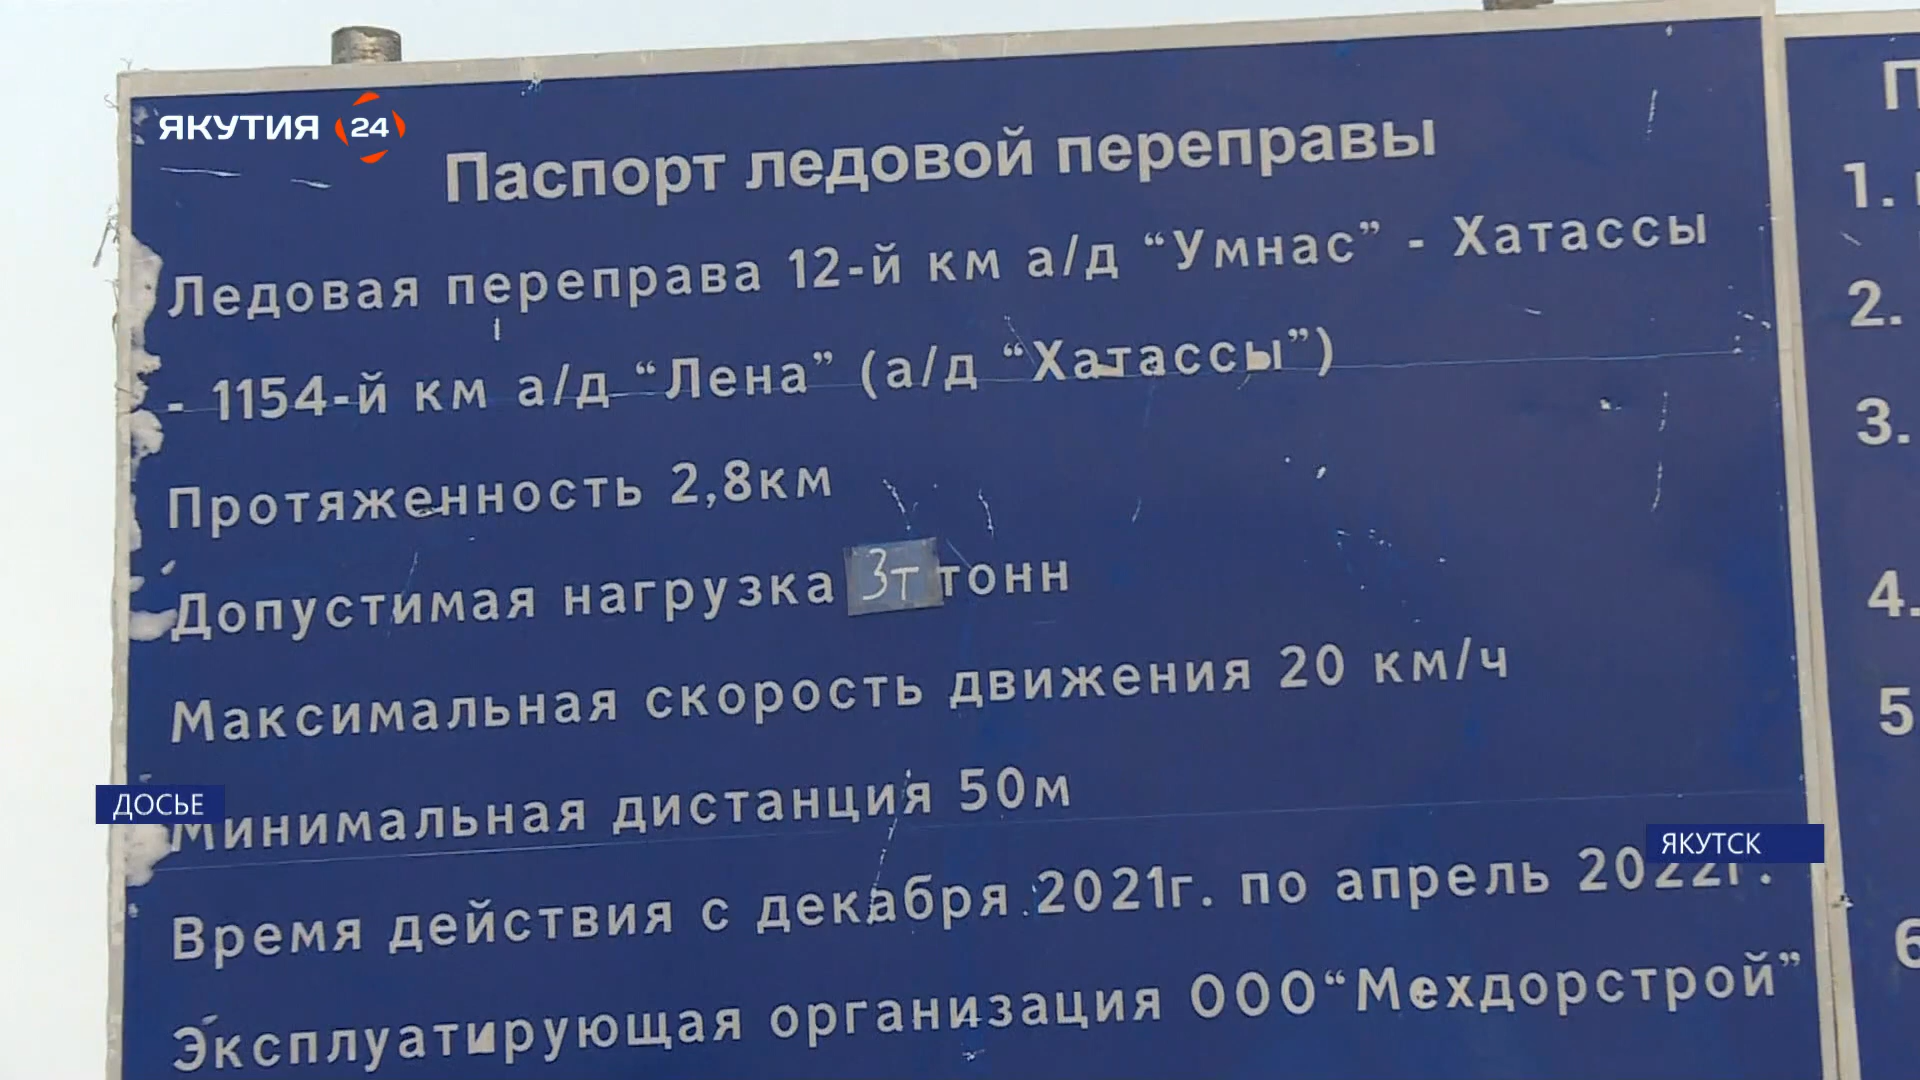 ЯКУТИЯ 24
Паспорт ледовой переправы
Ледовая переправа 12-й км а/д “Умнас” - Хатассы
- 1154-й км а/д “Лена” (а/д “Хатассы”)
Протяженность 2,8км
Допустимая нагрузка 3т тонн
Максимальная скорость движения 20 км/ч
Минимальная дистанция 50м
Время действия с декабря 2021г. по апрель 2022г.
Эксплуатирующая организация ООО“Мехдорстрой”
ДОСЬЕ
ЯКУТСК
1.
2.
3.
4.
5
6